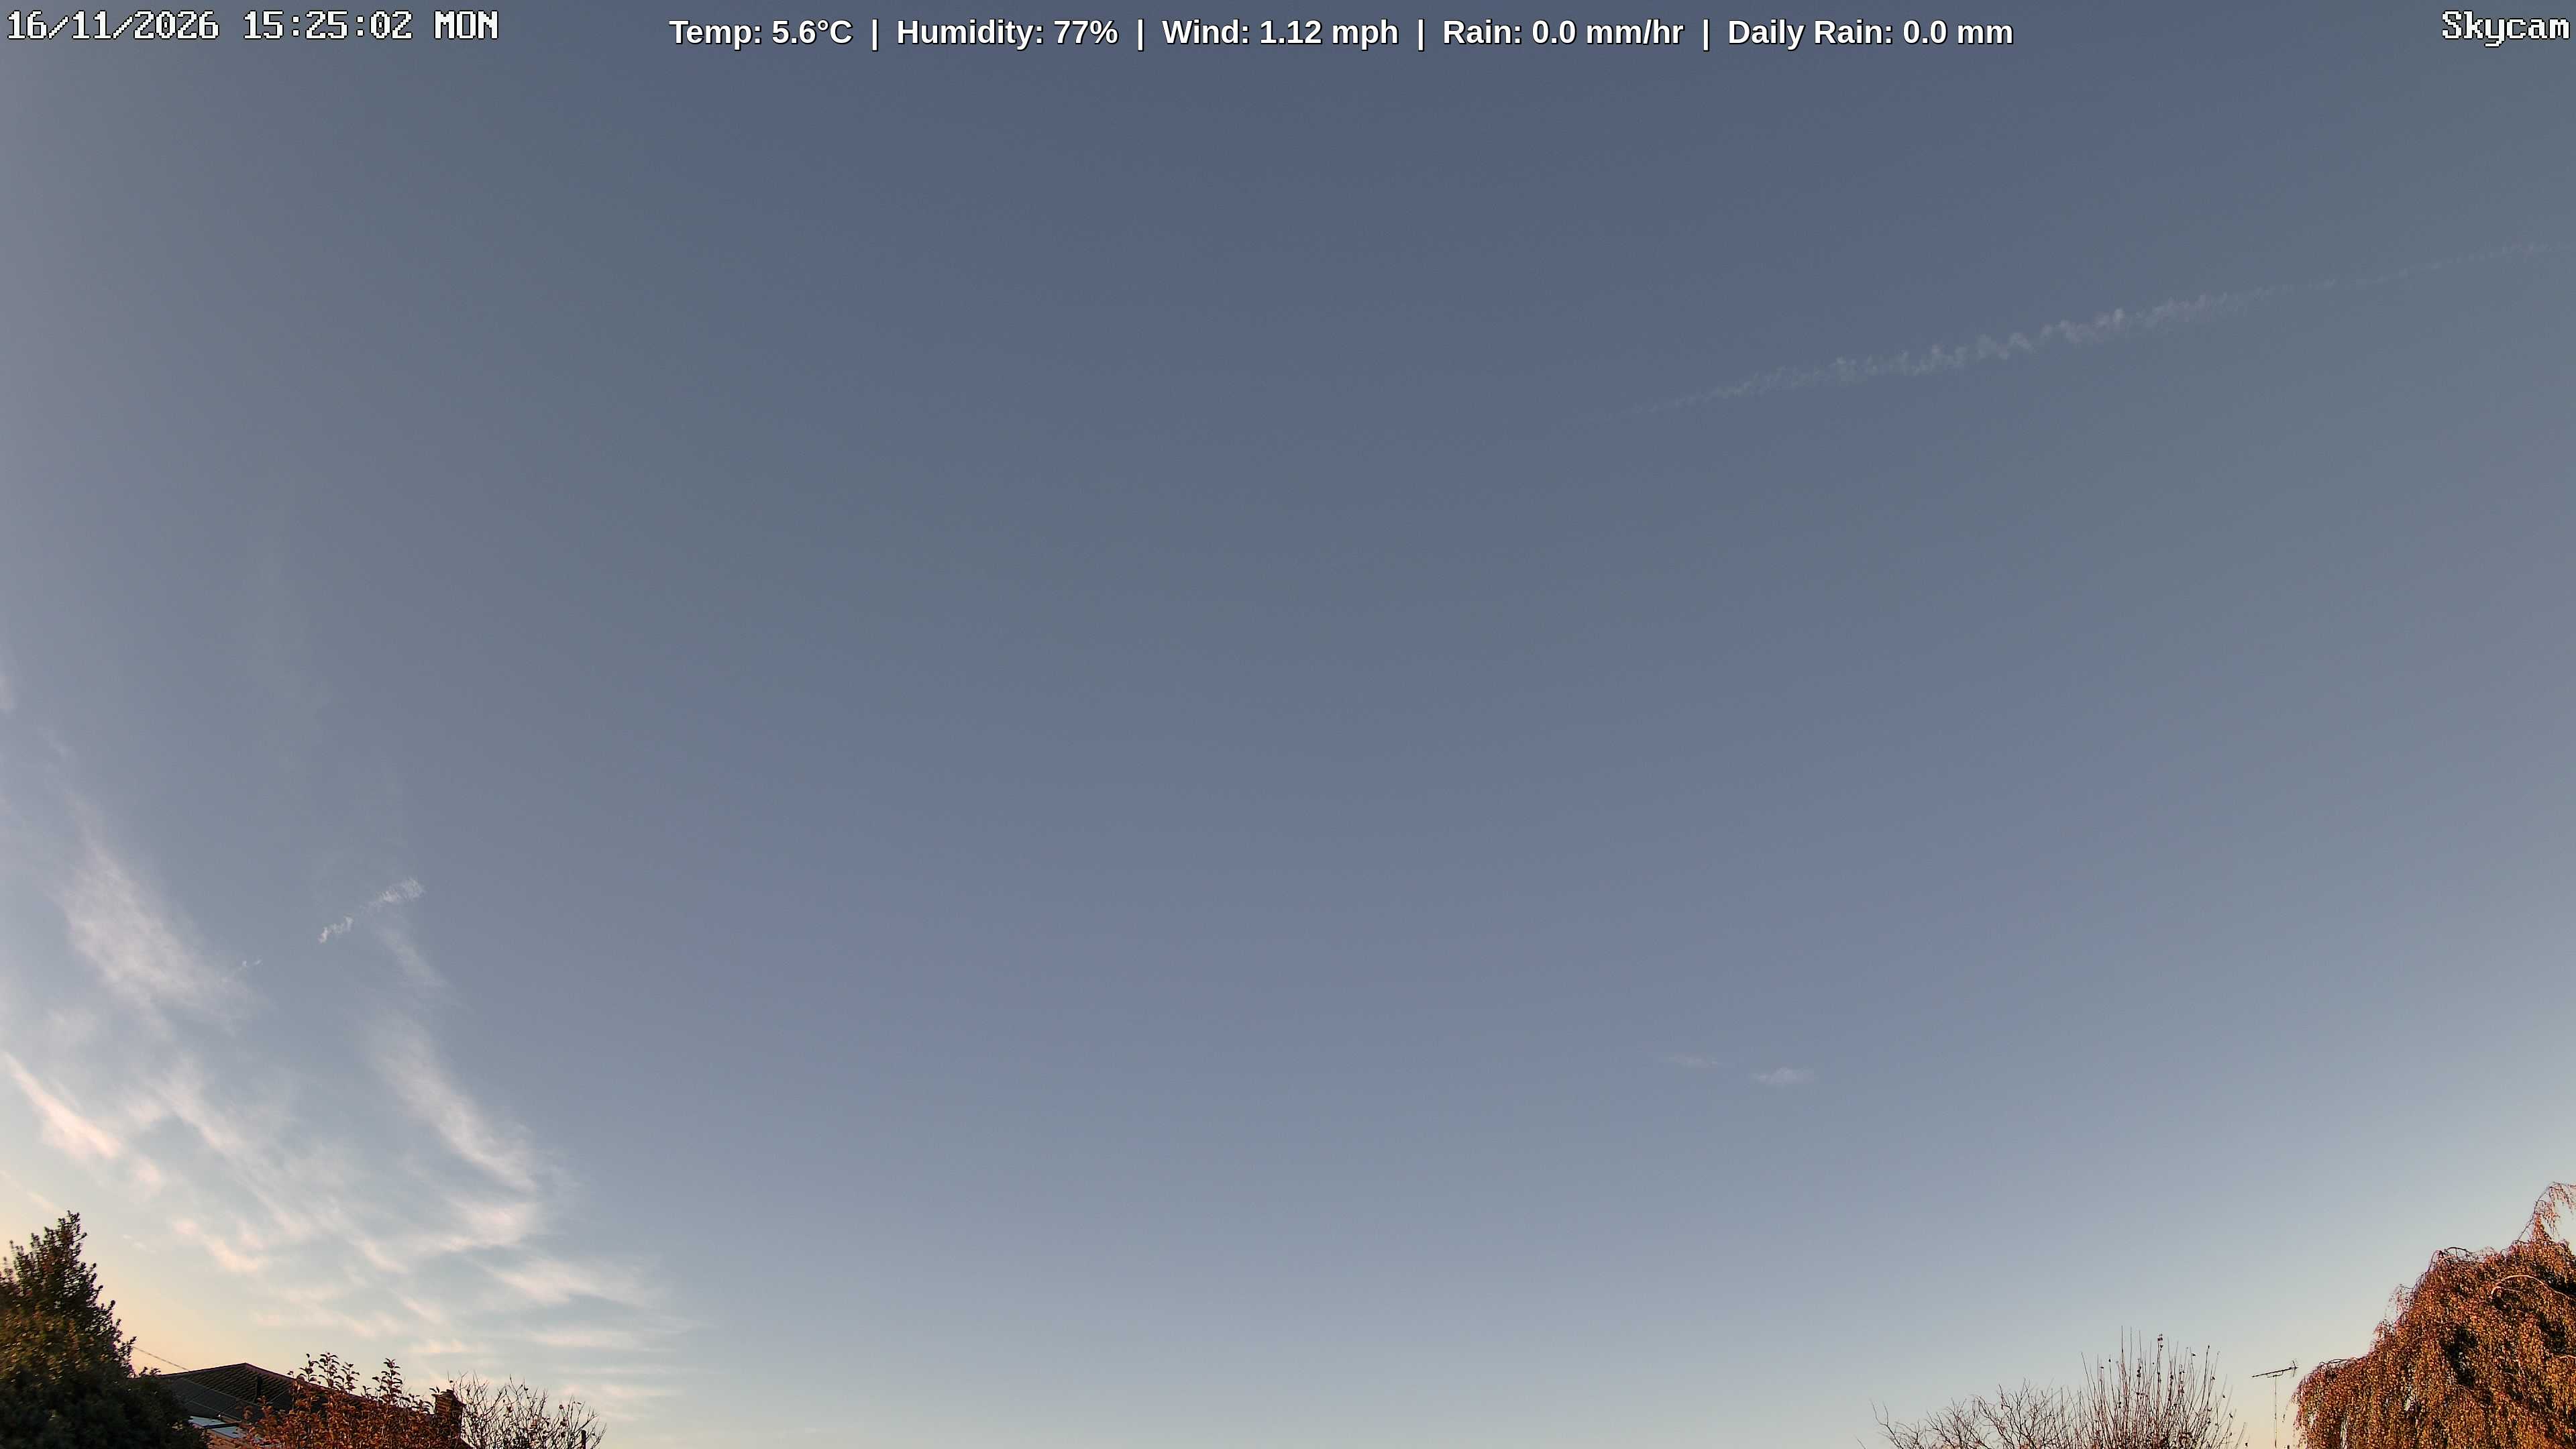 16/11/2026 15:25:02 MON
Temp: 5.6°C | Humidity: 77% | Wind: 1.12 mph | Rain: 0.0 mm/hr | Daily Rain: 0.0 mm
Skycam